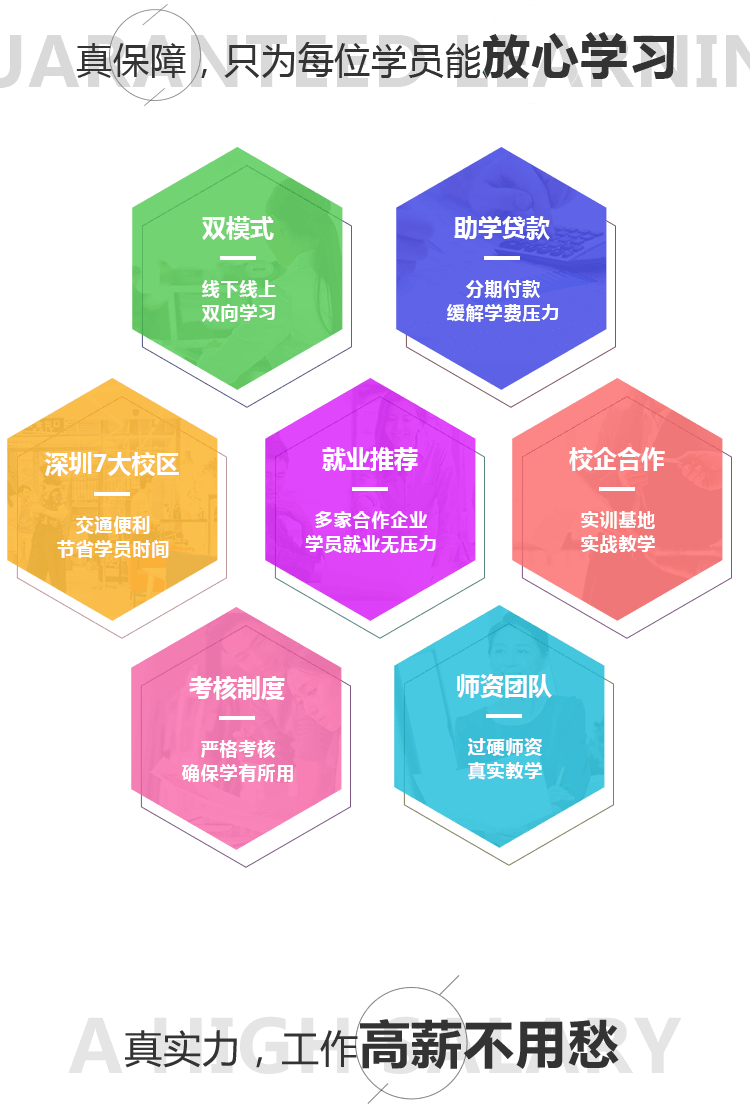 GUARANTEED LEARNIN
真保障，只为每位学员能放心学习
双模式
线下线上
双向学习
助学贷款
分期付款
缓解学费压力
深圳7大校区
交通便利
节省学员时间
就业推荐
多家合作企业
学员就业无压力
校企合作
实训基地
实战教学
考核制度
严格考核
确保学有所用
师资团队
过硬师资
真实教学
A HIGH SALARY
真实力，工作高薪不用愁